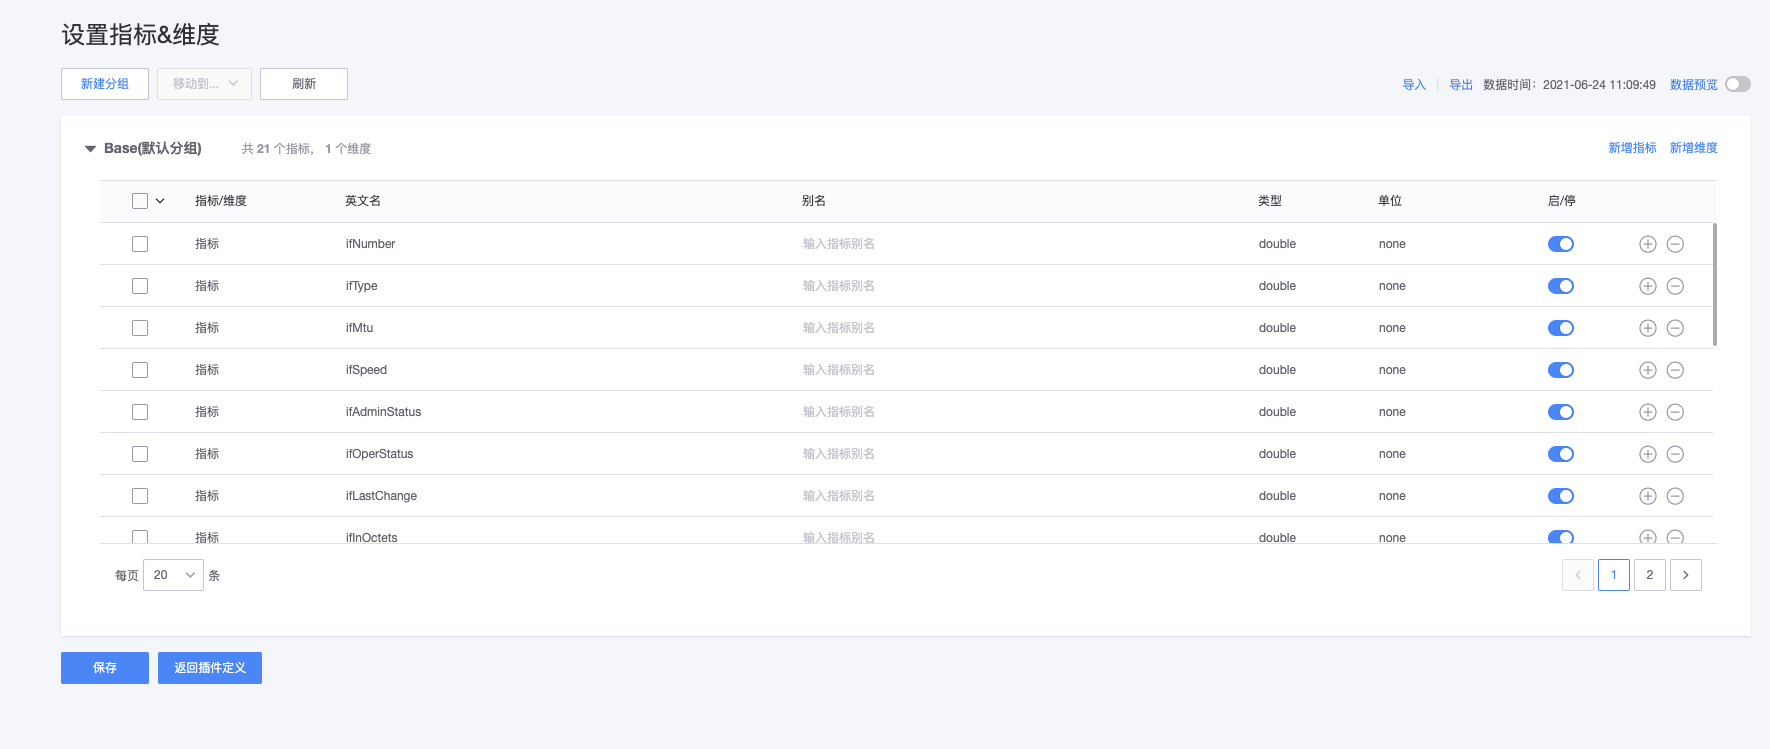 设置指标&维度
新建分组 移动到... 刷新 导入 导出 数据时间: 2021-06-24 11:09:49 数据预览
Base(默认分组) 共 21 个指标, 1 个维度 新增指标 新增维度
指标/维度 英文名 别名 类型 单位 启/停
指标 ifNumber 输入指标别名 double none
指标 ifType 输入指标别名 double none
指标 ifMtu 输入指标别名 double none
指标 ifSpeed 输入指标别名 double none
指标 ifAdminStatus 输入指标别名 double none
指标 ifOperStatus 输入指标别名 double none
指标 ifLastChange 输入指标别名 double none
指标 ifInOctets 输入指标别名 double none
每页 20 条 1 2
保存 返回插件定义